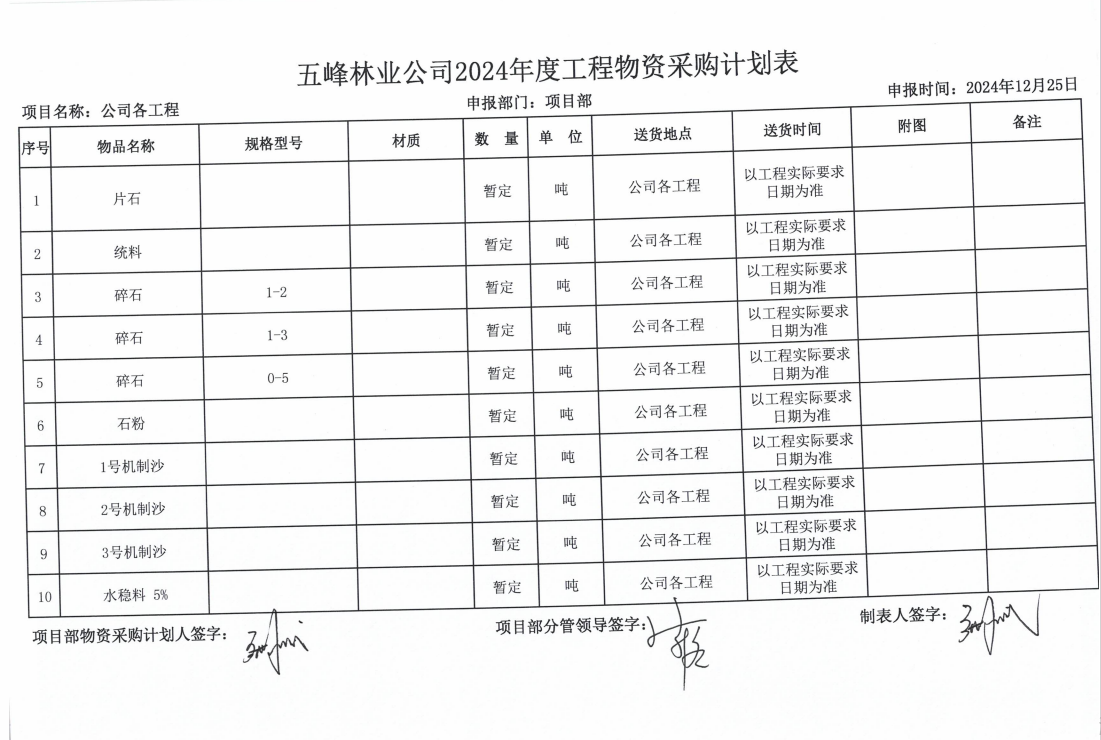 五峰林业公司2024年度工程物资采购计划表
项目名称：公司各工程 申报部门：项目部 申报时间：2024年12月25日
序号 物品名称 规格型号 材质 数 量 单 位 送货地点 送货时间 附图 备注
1 片石 暂定 吨 公司各工程 以工程实际要求
日期为准
2 统料 暂定 吨 公司各工程 以工程实际要求
日期为准
3 碎石 1-2 暂定 吨 公司各工程 以工程实际要求
日期为准
4 碎石 1-3 暂定 吨 公司各工程 以工程实际要求
日期为准
5 碎石 0-5 暂定 吨 公司各工程 以工程实际要求
日期为准
6 石粉 暂定 吨 公司各工程 以工程实际要求
日期为准
7 1号机制沙 暂定 吨 公司各工程 以工程实际要求
日期为准
8 2号机制沙 暂定 吨 公司各工程 以工程实际要求
日期为准
9 3号机制沙 暂定 吨 公司各工程 以工程实际要求
日期为准
10 水稳料 5% 暂定 吨 公司各工程 以工程实际要求
日期为准
项目部物资采购计划人签字： 项目部分管领导签字： 制表人签字：